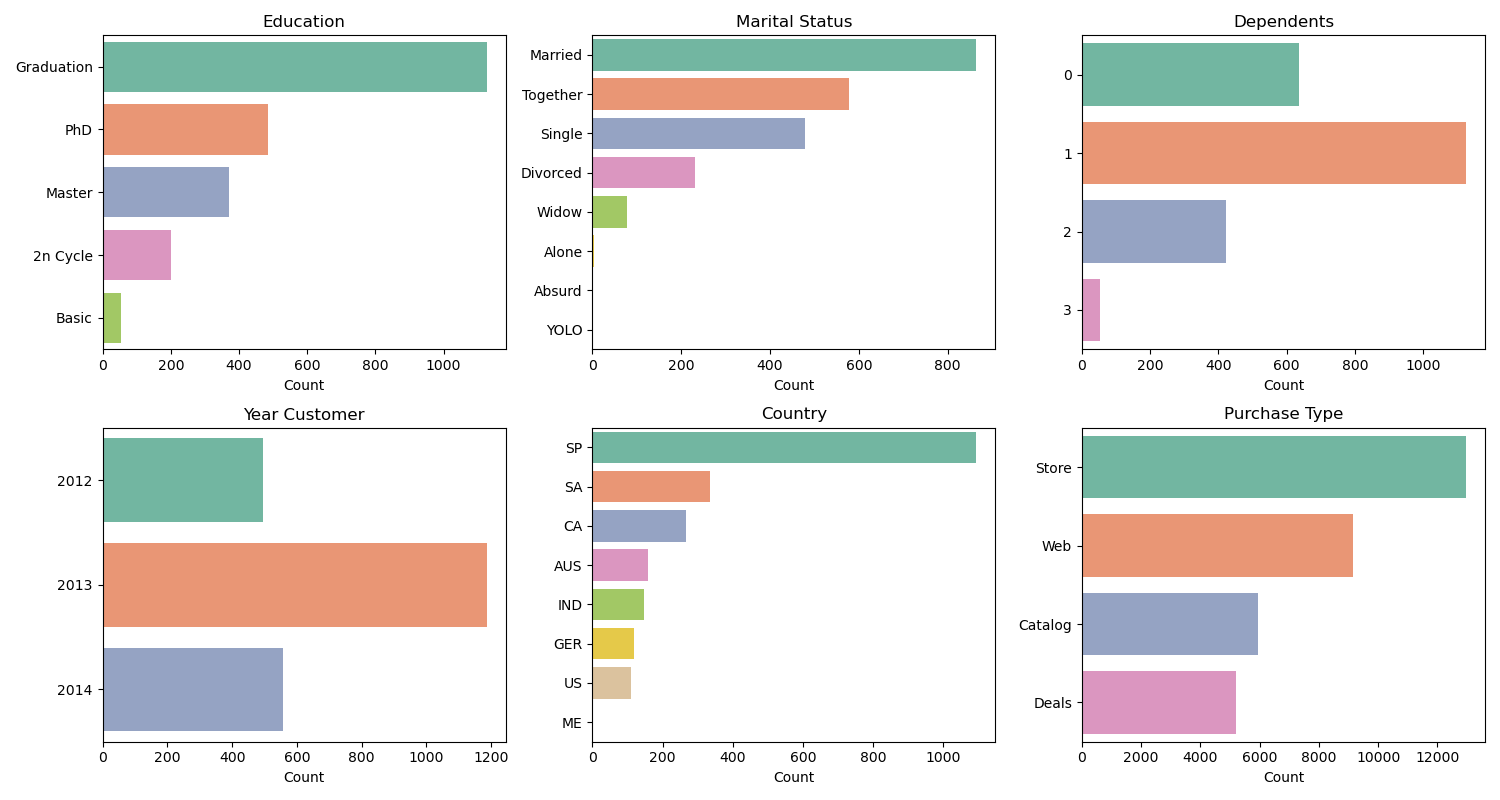 Education
Graduation
PhD
Master
2n Cycle
Basic
0 200 400 600 800 1000
Count
Marital Status
Married
Together
Single
Divorced
Widow
Alone
Absurd
YOLO
0 200 400 600 800
Count
Dependents
0
1
2
3
0 200 400 600 800 1000
Count
Year Customer
2012
2013
2014
0 200 400 600 800 1000 1200
Count
Country
SP
SA
CA
AUS
IND
GER
US
ME
0 200 400 600 800 1000
Count
Purchase Type
Store
Web
Catalog
Deals
0 2000 4000 6000 8000 10000 12000
Count